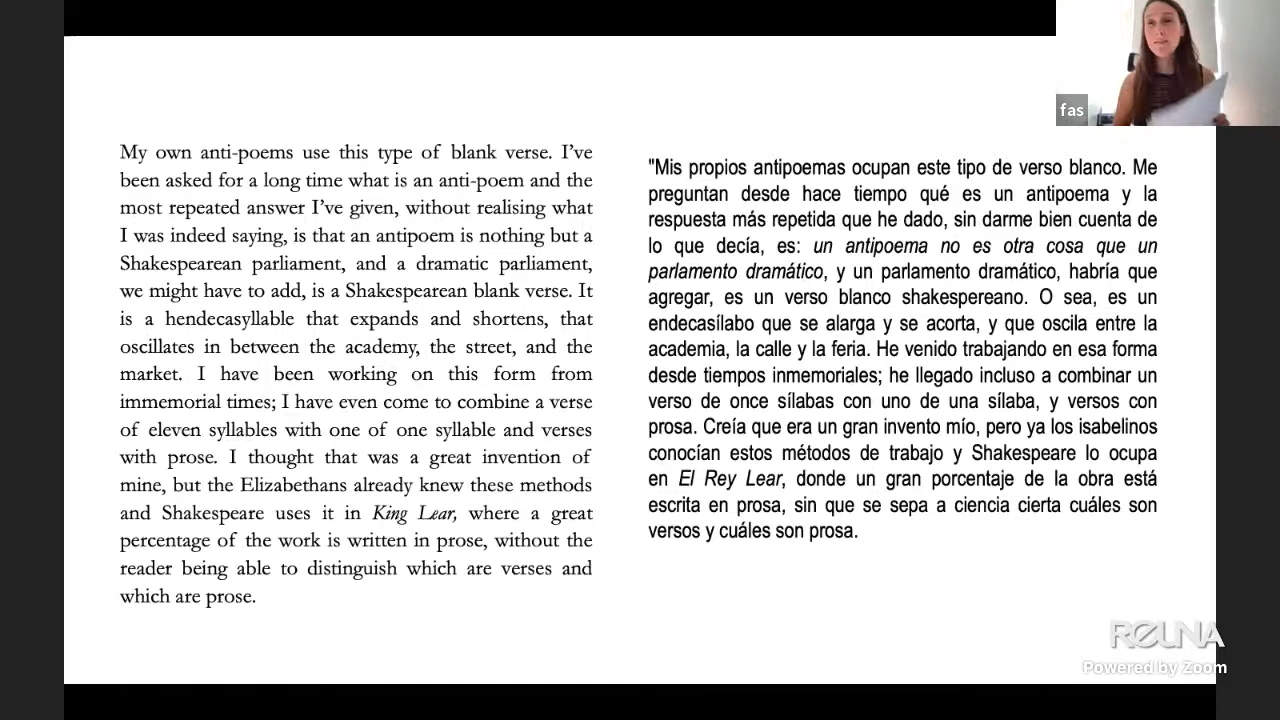 fas
My own anti-poems use this type of blank verse. I've
been asked for a long time what is an anti-poem and the
most repeated answer I've given, without realising what
I was indeed saying, is that an antipoem is nothing but a
Shakespearean parliament, and a dramatic parliament,
we might have to add, is a Shakespearean blank verse. It
is a hendecasyllable that expands and shortens, that
oscillates in between the academy, the street, and the
market. I have been working on this form from
immemorial times; I have even come to combine a verse
of eleven syllables with one of one syllable and verses
with prose. I thought that was a great invention of
mine, but the Elizabethans already knew these methods
and Shakespeare uses it in King Lear, where a great
percentage of the work is written in prose, without the
reader being able to distinguish which are verses and
which are prose.
"Mis propios antipoemas ocupan este tipo de verso blanco. Me
preguntan desde hace tiempo qué es un antipoema y la
respuesta más repetida que he dado, sin darme bien cuenta de
lo que decía, es: un antipoema no es otra cosa que un
parlamento dramático, y un parlamento dramático, habría que
agregar, es un verso blanco shakespereano. O sea, es un
endecasílabo que se alarga y se acorta, y que oscila entre la
academia, la calle y la feria. He venido trabajando en esa forma
desde tiempos inmemoriales; he llegado incluso a combinar un
verso de once sílabas con uno de una sílaba, y versos con
prosa. Creía que era un gran invento mío, pero ya los isabelinos
conocían estos métodos de trabajo y Shakespeare lo ocupa
en El Rey Lear, donde un gran porcentaje de la obra está
escrita en prosa, sin que se sepa a ciencia cierta cuáles son
versos y cuáles son prosa.
REUNA
Powered by Zoom